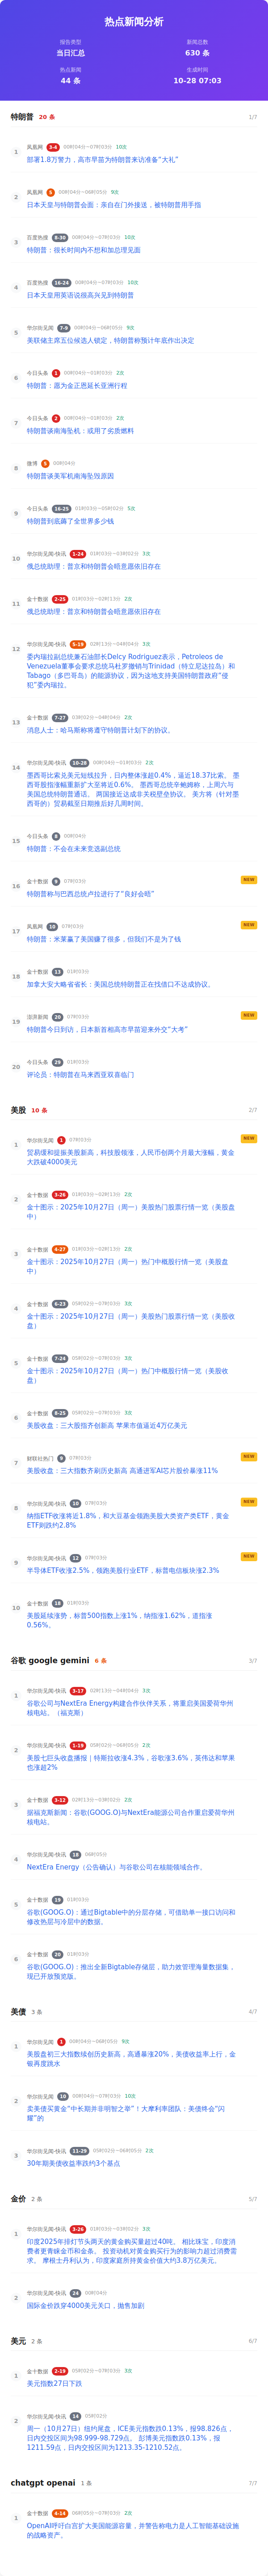 热点新闻分析
报告类型
新闻总数
当日汇总
630 条
热点新闻
生成时间
44 条
10-28 07:03
特朗普 20 条
1/7
1
凤凰网 3-4 00时04分~07时03分 10次
部署1.8万警力，高市早苗为特朗普来访准备“大礼”
2
凤凰网 5 00时04分~06时05分 9次
日本天皇与特朗普会面：亲自在门外接送，被特朗普用手指
3
百度热搜 8-30 00时04分~07时03分 10次
特朗普：很长时间内不想和加总理见面
4
百度热搜 16-24 00时04分~07时03分 10次
日本天皇用英语说很高兴见到特朗普
5
华尔街见闻 7-9 00时04分~06时05分 9次
美联储主席五位候选人锁定，特朗普称预计年底作出决定
6
今日头条 1 00时04分~01时03分 2次
特朗普：愿为金正恩延长亚洲行程
7
今日头条 2 00时04分~01时03分 2次
特朗普谈南海坠机：或用了劣质燃料
8
微博 5 00时04分
特朗普谈美军机南海坠毁原因
9
今日头条 16-25 01时03分~05时02分 5次
特朗普到底薅了全世界多少钱
10
华尔街见闻-快讯 1-24 01时03分~03时02分 3次
俄总统助理：普京和特朗普会晤意愿依旧存在
11
金十数据 2-25 01时03分~02时13分 2次
俄总统助理：普京和特朗普会晤意愿依旧存在
12
华尔街见闻-快讯 5-19 02时13分~04时04分 3次
委内瑞拉副总统兼石油部长Delcy Rodriguez表示，Petroleos de
Venezuela董事会要求总统马杜罗撤销与Trinidad（特立尼达拉岛）和
Tabago（多巴哥岛）的能源协议，因为这地支持美国特朗普政府“侵
犯”委内瑞拉。
13
金十数据 7-27 03时02分~04时04分 2次
消息人士：哈马斯称将遵守特朗普计划下的协议。
14
华尔街见闻-快讯 10-28 00时04分~01时03分 2次
墨西哥比索兑美元短线拉升，日内整体涨超0.4%，逼近18.37比索。 墨
西哥股指涨幅重新扩大至将近0.6%。 墨西哥总统辛鲍姆称，上周六与
美国总统特朗普通话。 两国接近达成非关税壁垒协议。 美方将（针对墨
西哥的）贸易截至日期推后好几周时间。
15
今日头条 8 00时04分
特朗普：不会在未来竞选副总统
16
金十数据 9 07时03分
NEW
特朗普称与巴西总统卢拉进行了“良好会晤”
17
凤凰网 10 07时03分
NEW
特朗普：米莱赢了美国赚了很多，但我们不是为了钱
18
金十数据 13 01时03分
加拿大安大略省省长：美国总统特朗普正在找借口不达成协议。
19
澎湃新闻 20 07时03分
NEW
特朗普今日到访，日本新首相高市早苗迎来外交“大考”
20
今日头条 29 01时03分
评论员：特朗普在马来西亚双喜临门
美股 10 条
2/7
1
华尔街见闻 1 07时03分
NEW
贸易缓和提振美股新高，科技股领涨，人民币创两个月最大涨幅，黄金
大跌破4000美元
2
金十数据 3-26 01时03分~02时13分 2次
金十图示：2025年10月27日（周一）美股热门股票行情一览（美股盘
中）
3
金十数据 4-27 01时03分~02时13分 2次
金十图示：2025年10月27日（周一）热门中概股行情一览（美股盘
中）
4
金十数据 6-23 05时02分~07时03分 3次
金十图示：2025年10月27日（周一）美股热门股票行情一览（美股收
盘）
5
金十数据 7-24 05时02分~07时03分 3次
金十图示：2025年10月27日（周一）热门中概股行情一览（美股收
盘）
6
金十数据 8-25 05时02分~07时03分 3次
美股收盘：三大股指齐创新高 苹果市值逼近4万亿美元
7
财联社热门 9 07时03分
NEW
美股收盘：三大指数齐刷历史新高 高通进军AI芯片股价暴涨11%
8
华尔街见闻-快讯 10 07时03分
NEW
纳指ETF收涨将近1.8%，和大豆基金领跑美股大类资产类ETF，黄金
ETF则跌约2.8%
9
华尔街见闻-快讯 12 07时03分
NEW
半导体ETF收涨2.5%，领跑美股行业ETF，标普电信板块涨2.3%
10
金十数据 18 01时03分
美股延续涨势，标普500指数上涨1%，纳指涨1.62%，道指涨
0.56%。
谷歌 google gemini 6 条
3/7
1
华尔街见闻-快讯 3-17 02时13分~04时04分 3次
谷歌公司与NextEra Energy构建合作伙伴关系，将重启美国爱荷华州
核电站。（福克斯）
2
华尔街见闻-快讯 1-19 05时02分~06时05分 2次
美股七巨头收盘播报｜特斯拉收涨4.3%，谷歌涨3.6%，英伟达和苹果
也涨超2%
3
金十数据 3-12 02时13分~03时02分 2次
据福克斯新闻：谷歌(GOOG.O)与NextEra能源公司合作重启爱荷华州
核电站。
4
华尔街见闻-快讯 18 06时05分
NextEra Energy（公告确认）与谷歌公司在核能领域合作。
5
金十数据 19 01时03分
谷歌(GOOG.O)：通过Bigtable中的分层存储，可借助单一接口访问和
修改热层与冷层中的数据。
6
金十数据 20 01时03分
谷歌(GOOG.O)：推出全新Bigtable存储层，助力效管理海量数据集，
现已开放预览版。
美债 3 条
4/7
1
华尔街见闻 1 00时04分~06时05分 9次
美股盘初三大指数续创历史新高，高通暴涨20%，美债收益率上行，金
银再度跳水
2
华尔街见闻 10 00时04分~07时03分 10次
卖美债买黄金“中长期并非明智之举”！大摩利率团队：美债终会“闪
耀”的
3
华尔街见闻-快讯 11-29 05时02分~06时05分 2次
30年期美债收益率跌约3个基点
金价 2 条
5/7
1
华尔街见闻-快讯 3-26 01时03分~03时02分 3次
印度2025年排灯节头两天的黄金购买量超过40吨。 相比珠宝，印度消
费者更青睐金币和金条。 投资动机对黄金购买行为的影响力超过消费需
求。 摩根士丹利认为，印度家庭所持黄金价值大约3.8万亿美元。
2
华尔街见闻-快讯 24 00时04分
国际金价跌穿4000美元关口，抛售加剧
美元 2 条
6/7
1
金十数据 2-19 05时02分~07时03分 3次
美元指数27日下跌
2
华尔街见闻-快讯 14 05时02分
周一（10月27日）纽约尾盘，ICE美元指数跌0.13%，报98.826点，
日内交投区间为98.999-98.729点。 彭博美元指数跌0.13%，报
1211.59点，日内交投区间为1213.35-1210.52点。
chatgpt openai 1 条
7/7
1
金十数据 4-14 06时05分~07时03分 2次
OpenAI呼吁白宫扩大美国能源容量，并警告称电力是人工智能基础设施
的战略资产。